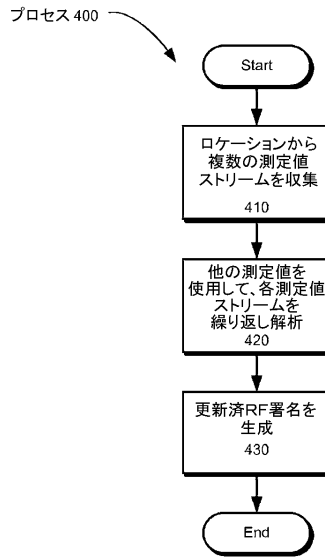 プロセス 400
Start
ロケーションから
複数の測定値
ストリームを収集
410
他の測定値を
使用して、各測定値
ストリームを
繰り返し解析
420
更新済RF署名を
生成
430
End